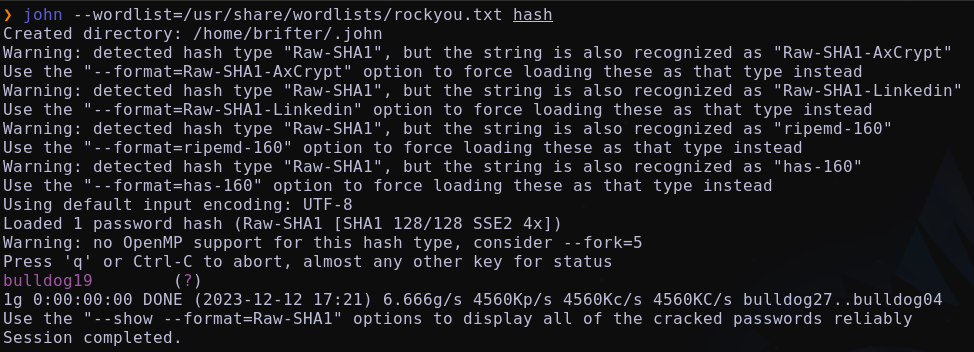 ❯ john --wordlist=/usr/share/wordlists/rockyou.txt hash
Created directory: /home/brifter/.john
Warning: detected hash type "Raw-SHA1", but the string is also recognized as "Raw-SHA1-AxCrypt"
Use the "--format=Raw-SHA1-AxCrypt" option to force loading these as that type instead
Warning: detected hash type "Raw-SHA1", but the string is also recognized as "Raw-SHA1-Linkedin"
Use the "--format=Raw-SHA1-Linkedin" option to force loading these as that type instead
Warning: detected hash type "Raw-SHA1", but the string is also recognized as "ripemd-160"
Use the "--format=ripemd-160" option to force loading these as that type instead
Warning: detected hash type "Raw-SHA1", but the string is also recognized as "has-160"
Use the "--format=has-160" option to force loading these as that type instead
Using default input encoding: UTF-8
Loaded 1 password hash (Raw-SHA1 [SHA1 128/128 SSE2 4x])
Warning: no OpenMP support for this hash type, consider --fork=5
Press 'q' or Ctrl-C to abort, almost any other key for status
bulldog19        (?)
1g 0:00:00:00 DONE (2023-12-12 17:21) 6.666g/s 4560Kp/s 4560Kc/s 4560KC/s bulldog27..bulldog04
Use the "--show --format=Raw-SHA1" options to display all of the cracked passwords reliably
Session completed.